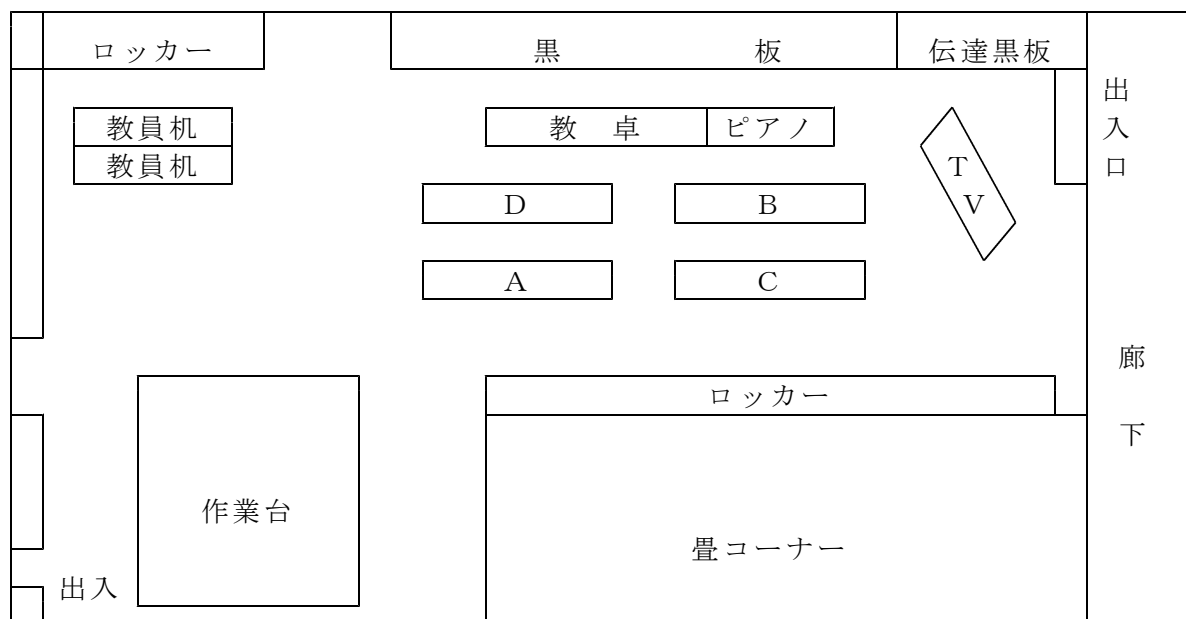 ロッカー
黒 板
伝達黒板
出入口
教員机
教員机
教 卓
ピアノ
TV
D
B
A
C
廊下
ロッカー
作業台
畳コーナー
出入